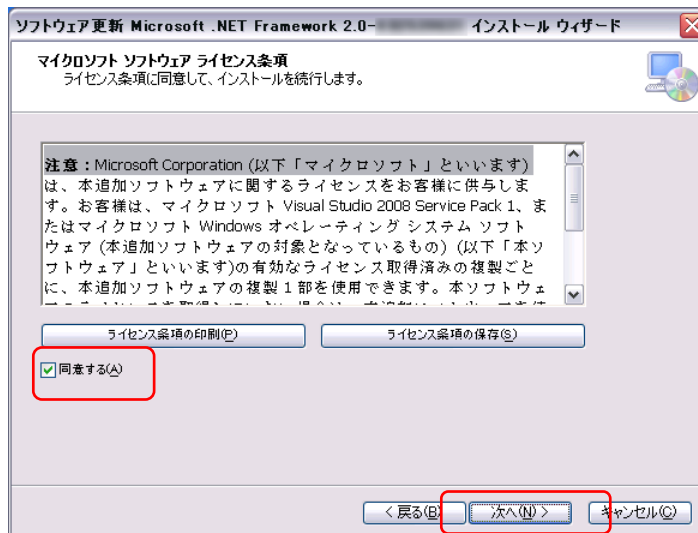 ソフトウェア更新 Microsoft .NET Framework 2.0- インストール ウィザード
マイクロソフト ソフトウェア ライセンス条項
ライセンス条項に同意して、インストールを続行します。
注意：Microsoft Corporation (以下「マイクロソフト」といいます)
は、本追加ソフトウェアに関するライセンスをお客様に供与しま
す。お客様は、マイクロソフト Visual Studio 2008 Service Pack 1、ま
たはマイクロソフト Windows オペレーティング システム ソフト
ウェア (本追加ソフトウェアの対象となっているもの) (以下「本ソ
フトウェア」といいます)の有効なライセンス取得済みの複製ごと
に、本追加ソフトウェアの複製 1 部を使用できます。本ソフトウェ
ライセンス条項の印刷(P)
ライセンス条項の保存(S)
同意する(A)
< 戻る(B)
次へ(N) >
キャンセル(C)